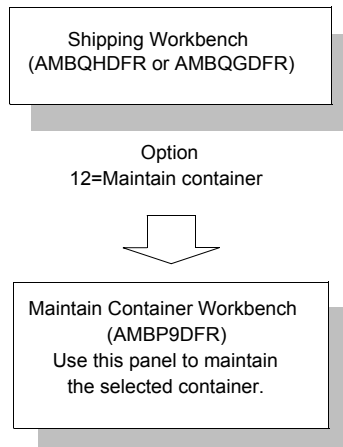 Shipping Workbench
(AMBQHDFR or AMBQGDFR)
Option
12=Maintain container
Maintain Container Workbench
(AMBP9DFR)
Use this panel to maintain
the selected container.